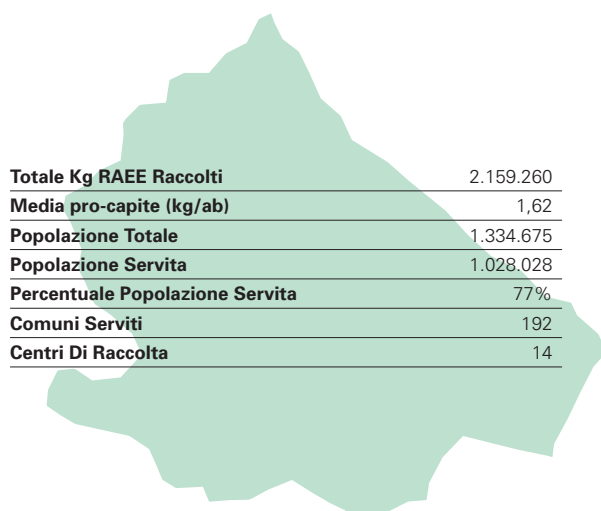 Totale Kg RAEE Raccolti 2.159.260
Media pro-capite (kg/ab) 1,62
Popolazione Totale 1.334.675
Popolazione Servita 1.028.028
Percentuale Popolazione Servita 77%
Comuni Serviti 192
Centri Di Raccolta 14